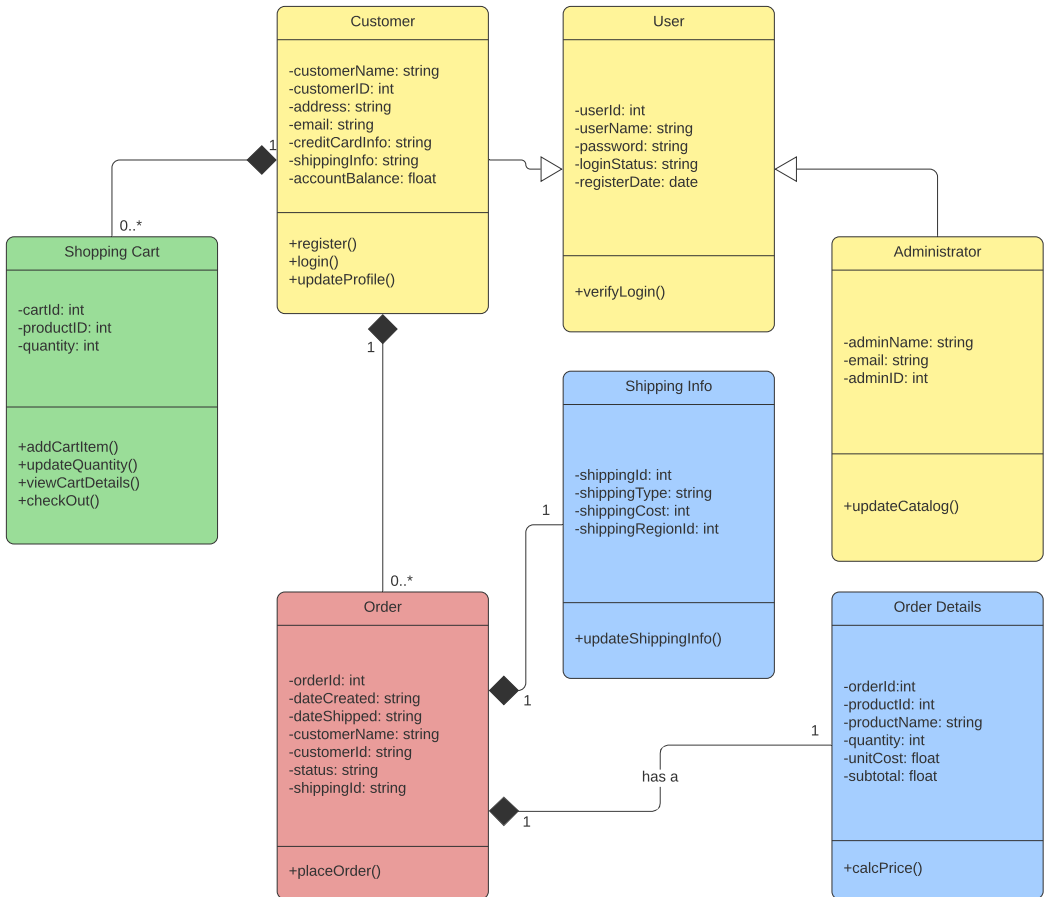 Customer
-customerName: string
-customerID: int
-address: string
-email: string
-creditCardInfo: string
-shippingInfo: string
-accountBalance: float
+register()
+login()
+updateProfile()
User
-userId: int
-userName: string
-password: string
-loginStatus: string
-registerDate: date
+verifyLogin()
1
0..*
Shopping Cart
-cartId: int
-productID: int
-quantity: int
+addCartItem()
+updateQuantity()
+viewCartDetails()
+checkOut()
Administrator
-adminName: string
-email: string
-adminID: int
+updateCatalog()
1
0..*
Shipping Info
-shippingId: int
-shippingType: string
-shippingCost: int
-shippingRegionId: int
+updateShippingInfo()
1
1
Order
-orderId: int
-dateCreated: string
-dateShipped: string
-customerName: string
-customerId: string
-status: string
-shippingId: string
+placeOrder()
1
has a
1
Order Details
-orderId:int
-productId: int
-productName: string
-quantity: int
-unitCost: float
-subtotal: float
+calcPrice()